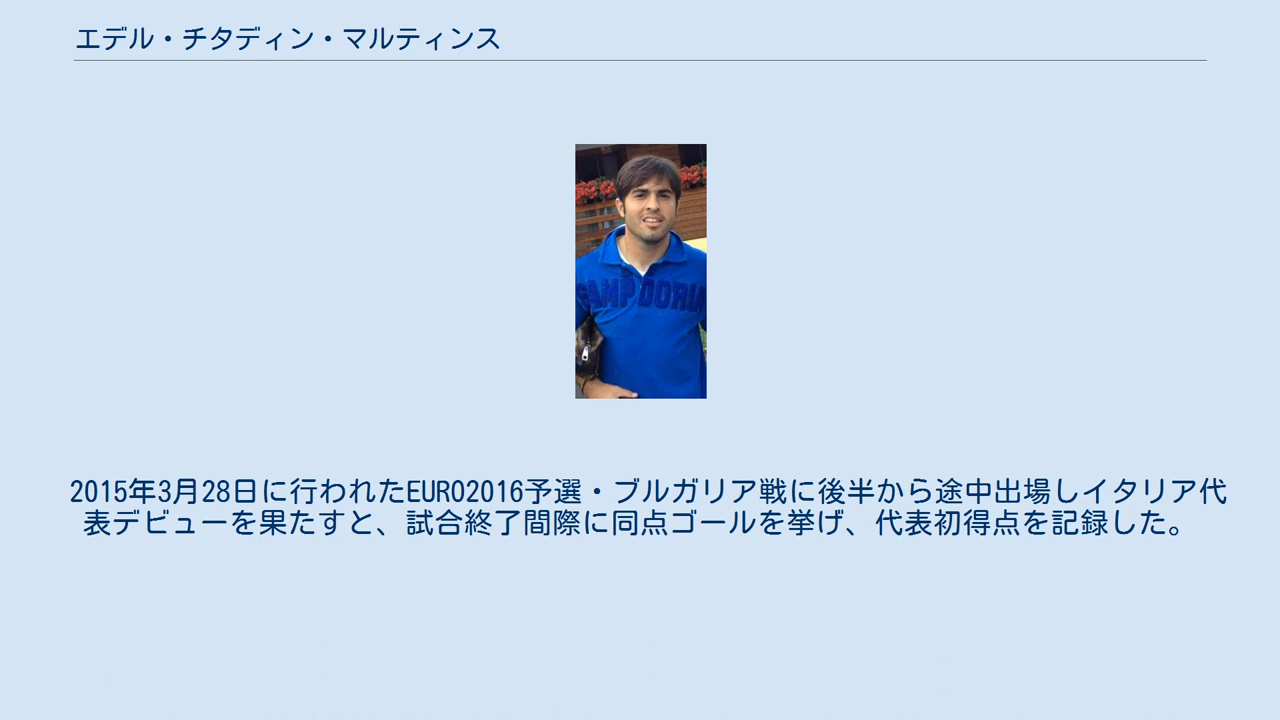 エデル・チタディン・マルティンス
SAMPDORIA
2015年3月28日に行われたEURO2016予選・ブルガリア戦に後半から途中出場しイタリア代
表デビューを果たすと、試合終了間際に同点ゴールを挙げ、代表初得点を記録した。